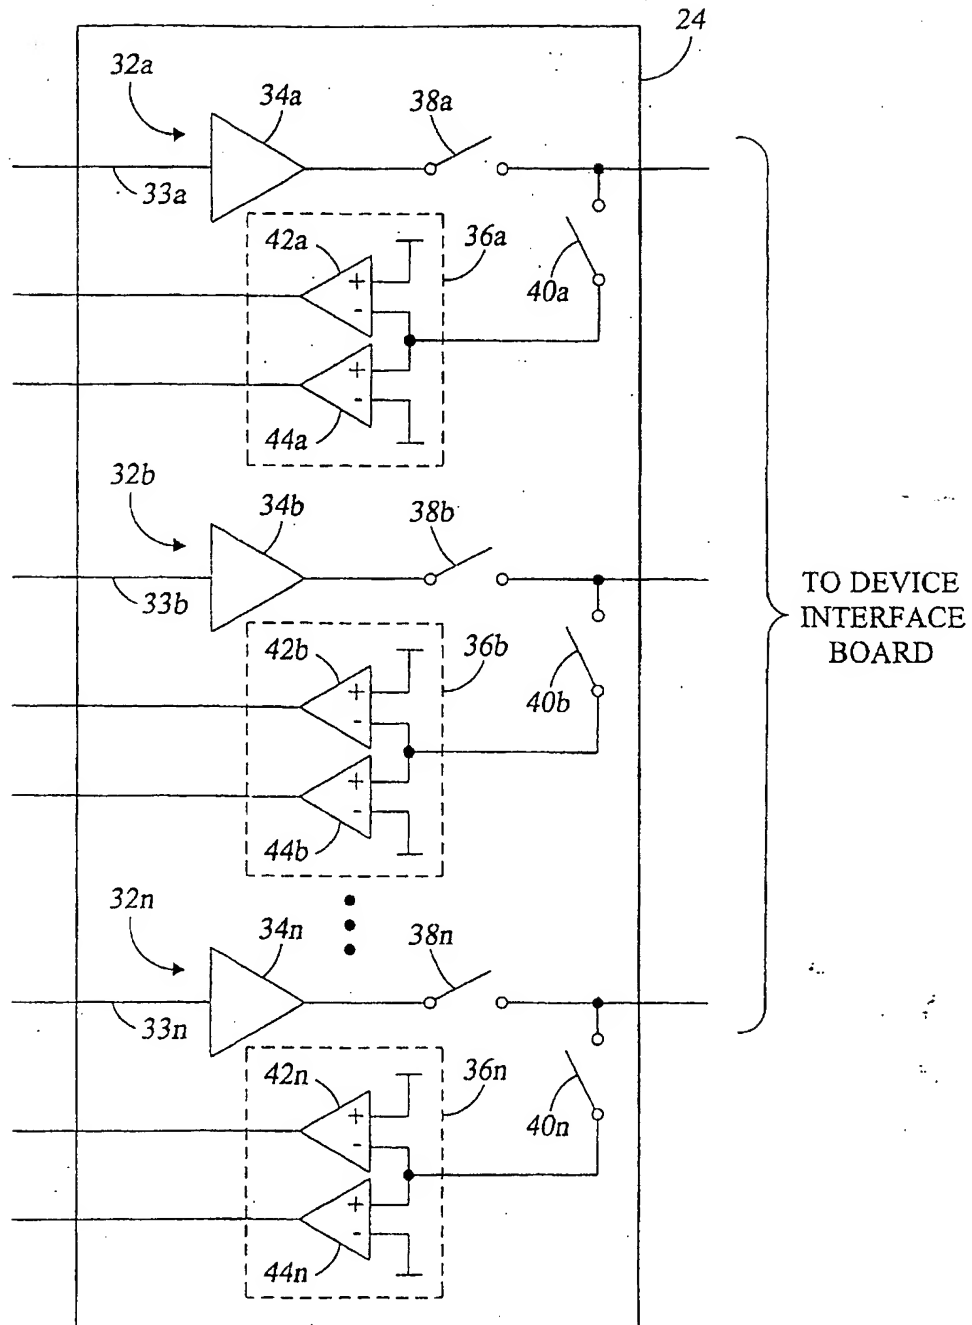 24
32a
34a
38a
33a
42a
36a
+
-
40a
+
-
44a
32b
34b
38b
33b
42b
36b
+
-
40b
+
-
44b
TO DEVICE
INTERFACE
BOARD
32n
34n
38n
33n
42n
36n
+
-
40n
+
-
44n